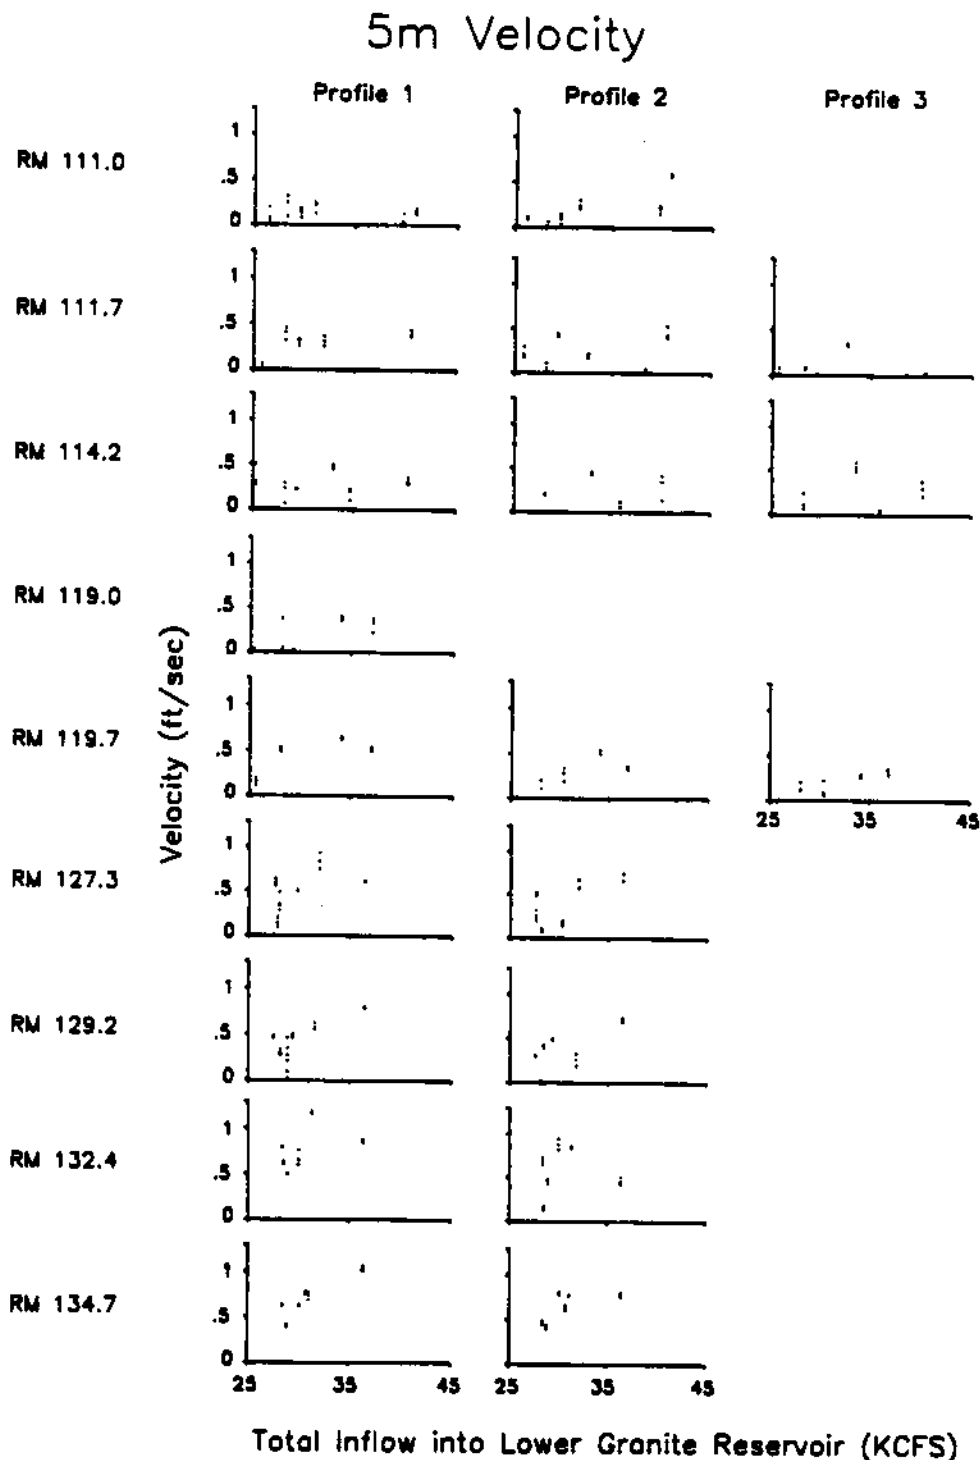 5m Velocity
Profile 1 Profile 2 Profile 3
RM 111.0
1
.5
0
RM 111.7
1
.5
0
RM 114.2
1
.5
0
RM 119.0
1
.5
0
Velocity (ft/sec)
RM 119.7
1
.5
0
25 35 45
RM 127.3
1
.5
0
RM 129.2
1
.5
0
RM 132.4
1
.5
0
RM 134.7
1
.5
0
25 35 45 25 35 45
Total Inflow into Lower Granite Reservoir (KCFS)